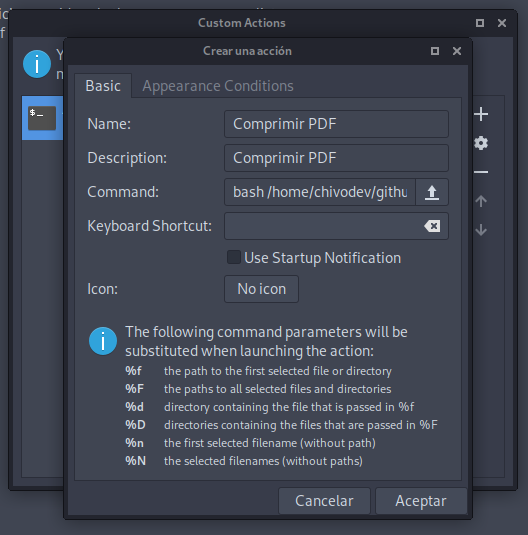 Custom Actions
Crear una acción
Basic
Appearance Conditions
Name:
Comprimir PDF
Description:
Comprimir PDF
Command:
bash /home/chivodev/githu
Keyboard Shortcut:
Use Startup Notification
Icon:
No icon
The following command parameters will be
substituted when launching the action:
%f the path to the first selected file or directory
%F the paths to all selected files and directories
%d directory containing the file that is passed in %f
%D directories containing the files that are passed in %F
%n the first selected filename (without path)
%N the selected filenames (without paths)
Cancelar
Aceptar